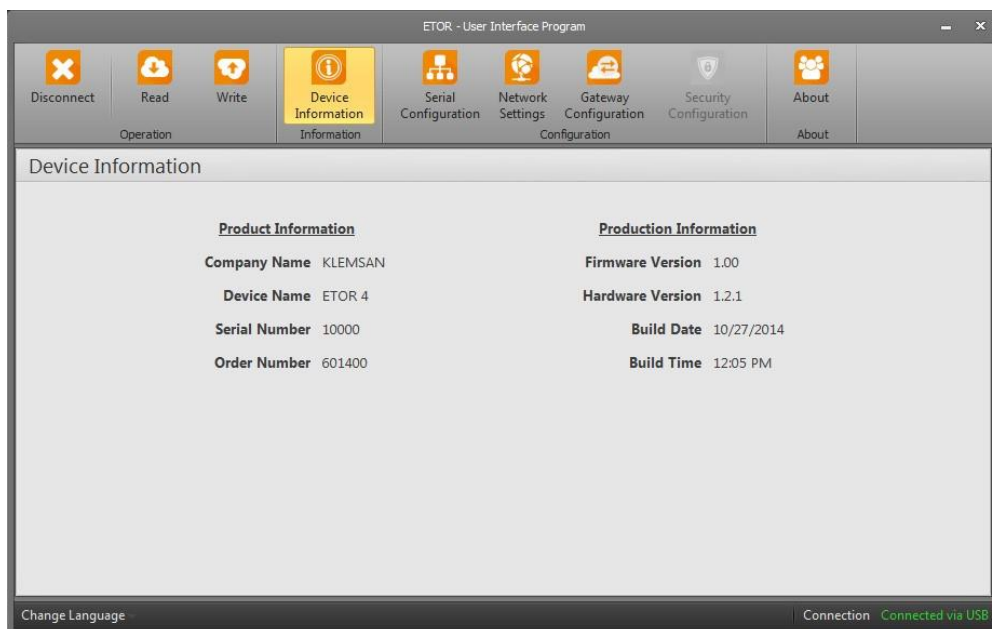 ETOR - User Interface Program
Disconnect Read Write Device Information Serial Configuration Network Settings Gateway Configuration Security Configuration About
Operation Information Configuration About
Device Information
Product Information Production Information
Company Name KLEMSAN Firmware Version 1.00
Device Name ETOR 4 Hardware Version 1.2.1
Serial Number 10000 Build Date 10/27/2014
Order Number 601400 Build Time 12:05 PM
Change Language Connection Connected via USB